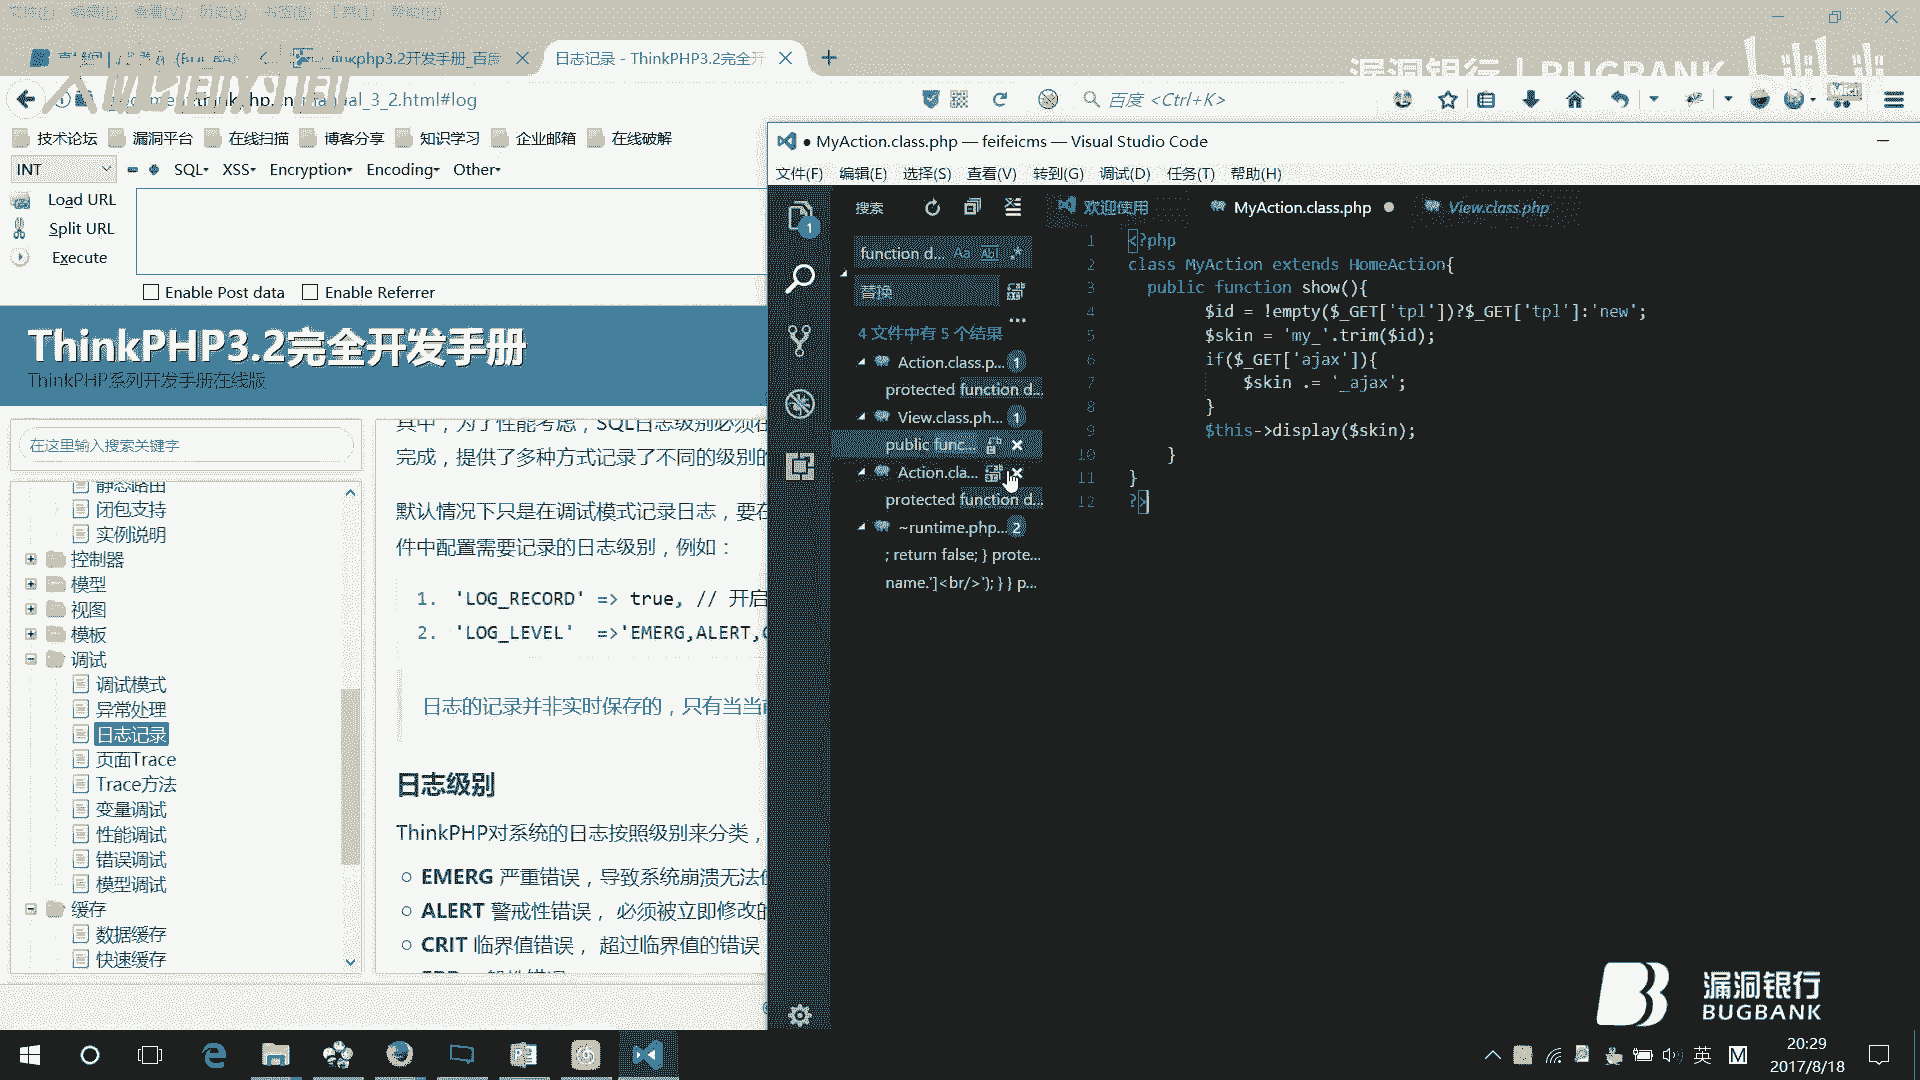 文件(F) 编辑(E) 查看(V) 历史(S) 书签(B) 工具(T) 帮助(H)
kphp3.2开发手册_百度
日志记录 - ThinkPHP3.2完全开
漏洞银行 | BUGBANK
anual_3_2.html#log
百度 <Ctrl+K>
技术论坛 漏洞平台 在线扫描 博客分享 知识学习 企业邮箱 在线破解
INT
SQL XSS Encryption Encoding Other
Load URL
Split URL
Execute
Enable Post data Enable Referrer
ThinkPHP3.2完全开发手册
ThinkPHP系列开发手册在线版
在这里输入搜索关键字
静态路由
闭包支持
实例说明
控制器
模型
视图
模板
调试
调试模式
异常处理
日志记录
页面Trace
Trace方法
变量调试
性能调试
错误调试
模型调试
缓存
数据缓存
快速缓存
其中，为了性能考虑，SQL日志级别必须在
完成，提供了多种方式记录了不同的级别的
默认情况下只是在调试模式记录日志，要在
件中配置需要记录的日志级别，例如：
1. 'LOG_RECORD' => true, // 开启
2. 'LOG_LEVEL' =>'EMERG,ALERT,
日志的记录并非实时保存的，只有当当前
日志级别
ThinkPHP对系统的日志按照级别来分类，
EMERG 严重错误，导致系统崩溃无法使
ALERT 警戒性错误， 必须被立即修改的
CRIT 临界值错误， 超过临界值的错误
● MyAction.class.php — feifeicms — Visual Studio Code
文件(F) 编辑(E) 选择(S) 查看(V) 转到(G) 调试(D) 任务(T) 帮助(H)
搜索
1
function d... Aa Abl .*
替换
...
4 文件中有 5 个结果
Action.class.p... 1
protected function d...
View.class.ph... 1
public func...
Action.cla...
protected function d...
~runtime.php... 2
; return false; } prote...
name.']<br/>'); } } p...
欢迎使用 MyAction.class.php ● View.class.php
1 <?php
2 class MyAction extends HomeAction{
3 public function show(){
4 $id = !empty($_GET['tpl'])?$_GET['tpl']:'new';
5 $skin = 'my_'.trim($id);
6 if($_GET['ajax']){
7 $skin .= '_ajax';
8 }
9 $this->display($skin);
10 }
11 }
12 ?>
漏洞银行
BUGBANK
英 M
20:29
2017/8/18